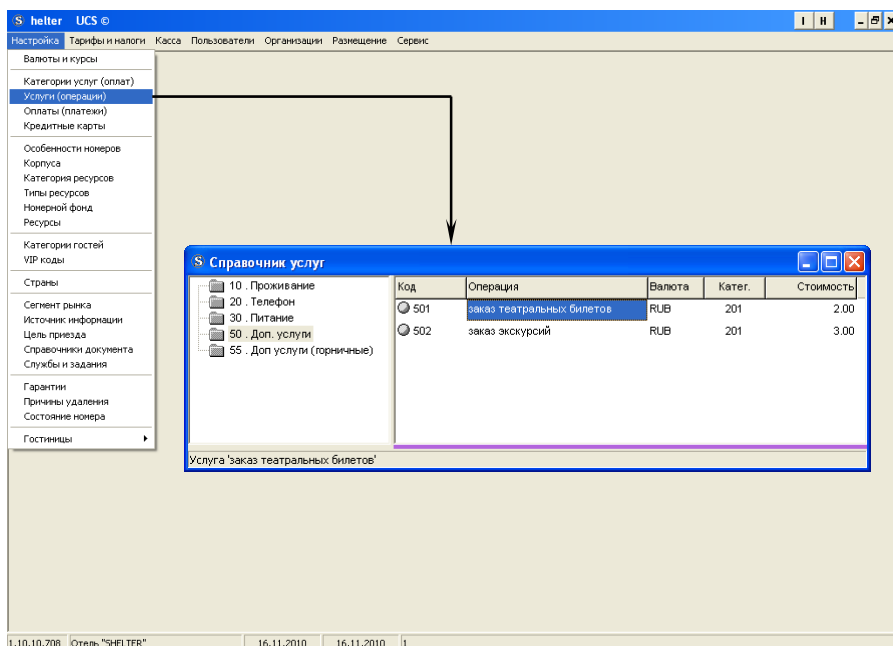 S helter UCS ©
I H
Настройка Тарифы и налоги Касса Пользователи Организации Размещение Сервис
Валюты и курсы
Категории услуг (оплат)
Услуги (операции)
Оплаты (платежи)
Кредитные карты
Особенности номеров
Корпуса
Категория ресурсов
Типы ресурсов
Номерной фонд
Ресурсы
Категории гостей
VIP коды
Страны
Сегмент рынка
Источник информации
Цель приезда
Справочники документа
Службы и задания
Гарантии
Причины удаления
Состояние номера
Гостиницы
S Справочник услуг
10 . Проживание
20 . Телефон
30 . Питание
50 . Доп. услуги
55 . Доп услуги (горничные)
Код Операция Валюта Катег. Стоимость
501 заказ театральных билетов RUB 201 2.00
502 заказ экскурсий RUB 201 3.00
Услуга 'заказ театральных билетов'
1.10.10.708 Отель "SHELTER" 16.11.2010 16.11.2010 1